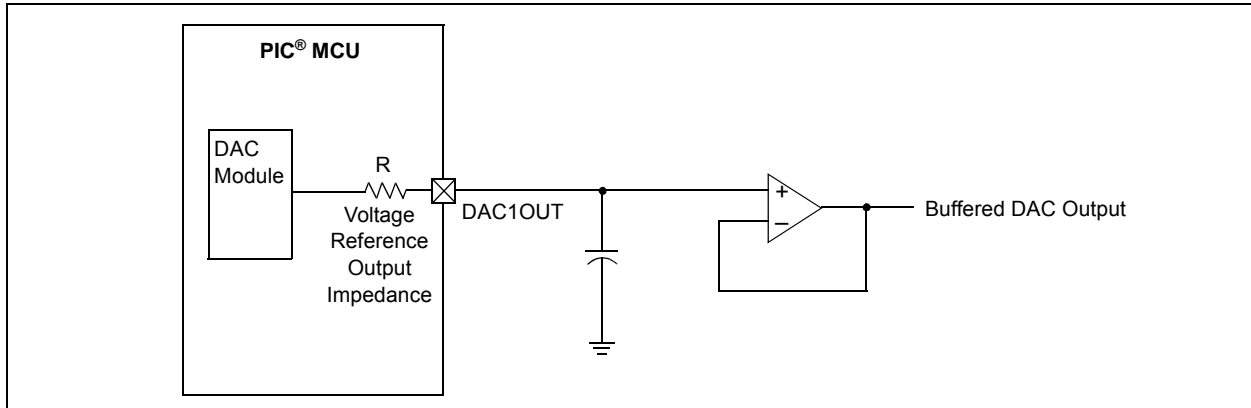 PIC® MCU
DAC
Module
R
Voltage
Reference
Output
Impedance
DAC1OUT
+
–
Buffered DAC Output